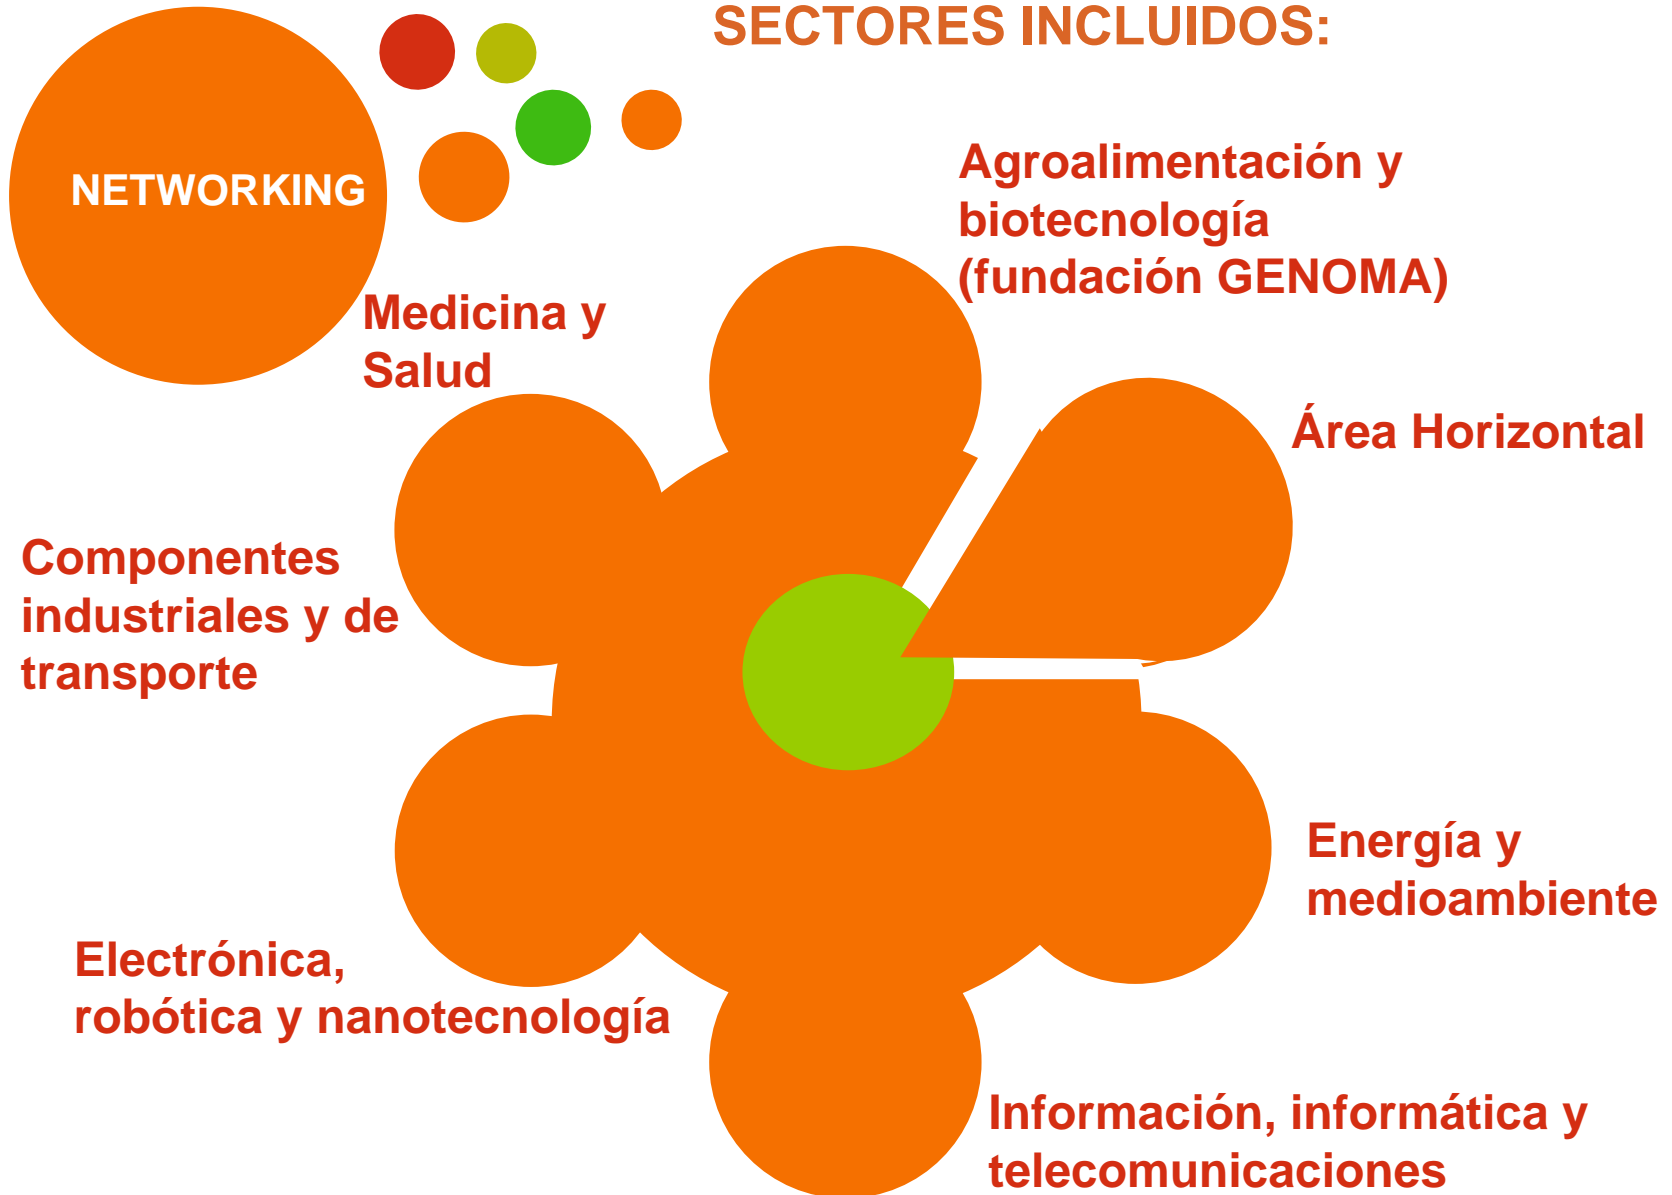 SECTORES INCLUIDOS:
NETWORKING
Agroalimentación y
biotecnología
(fundación GENOMA)
Medicina y
Salud
Área Horizontal
Componentes
industriales y de
transporte
Energía y
medioambiente
Electrónica,
robótica y nanotecnología
Información, informática y
telecomunicaciones